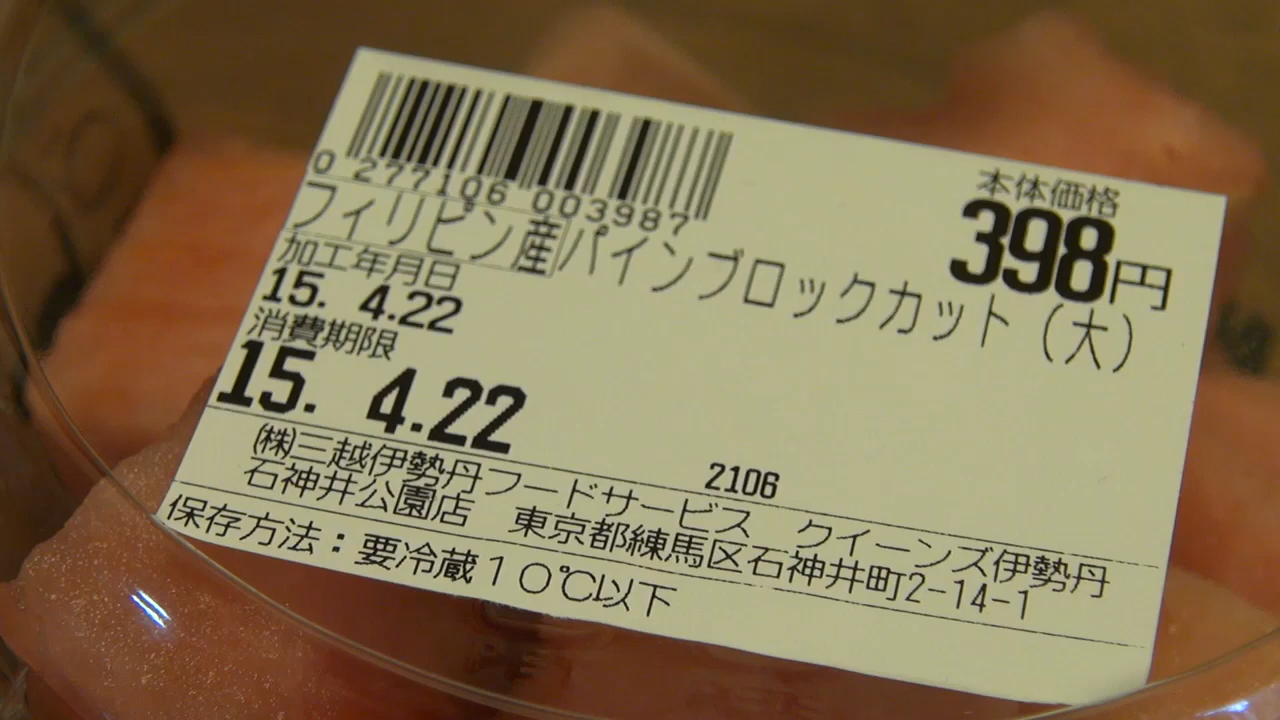 0 277106 003987
本体価格
398円
フィリピン産パインブロックカット（大）
加工年月日
15. 4.22
消費期限
15. 4.22
2106
㈱三越伊勢丹フードサービス クイーンズ伊勢丹
石神井公園店 東京都練馬区石神井町2-14-1
保存方法：要冷蔵１０℃以下